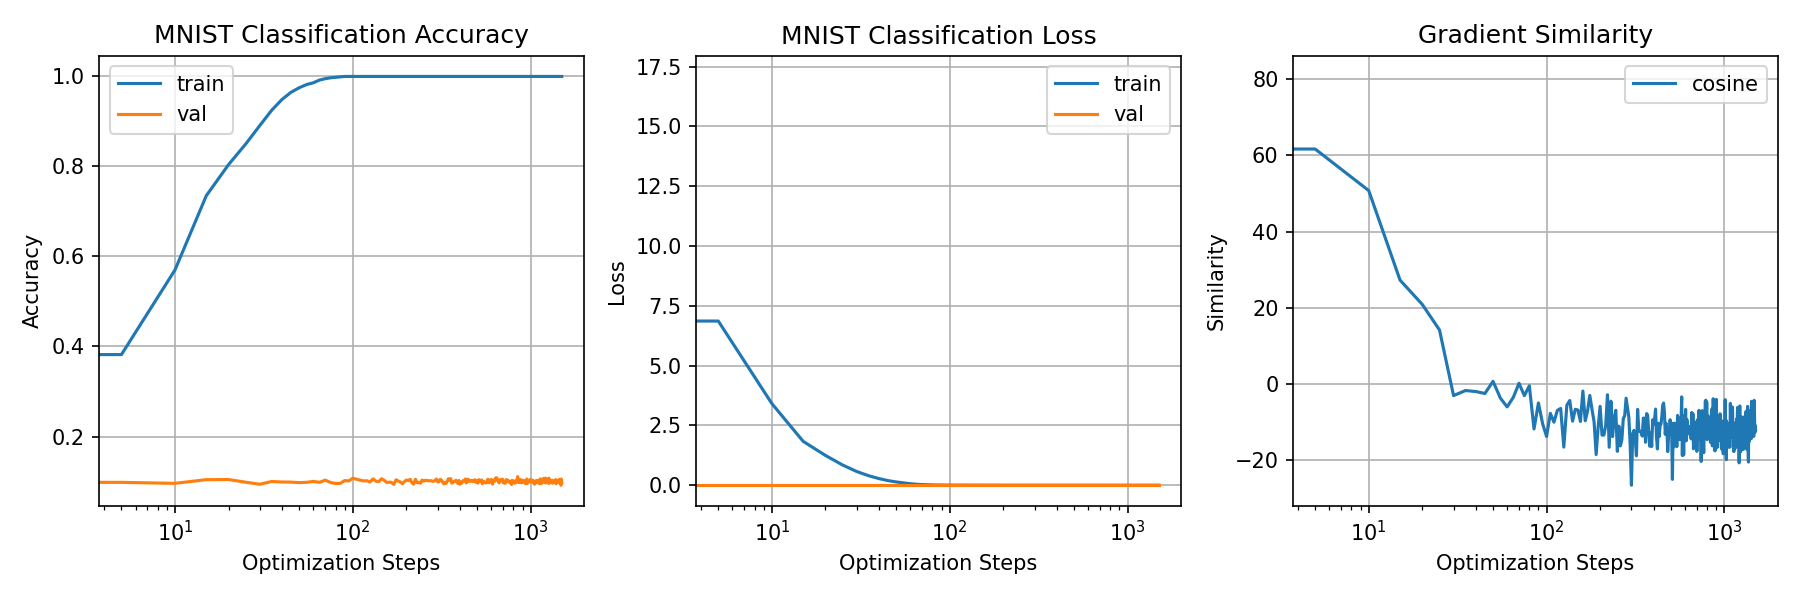 MNIST Classification Accuracy
train
val
1.0
0.8
0.6
0.4
0.2
Accuracy
10¹
10²
10³
Optimization Steps
MNIST Classification Loss
train
val
17.5
15.0
12.5
10.0
7.5
5.0
2.5
0.0
Loss
10¹
10²
10³
Optimization Steps
Gradient Similarity
cosine
80
60
40
20
0
−20
Similarity
10¹
10²
10³
Optimization Steps